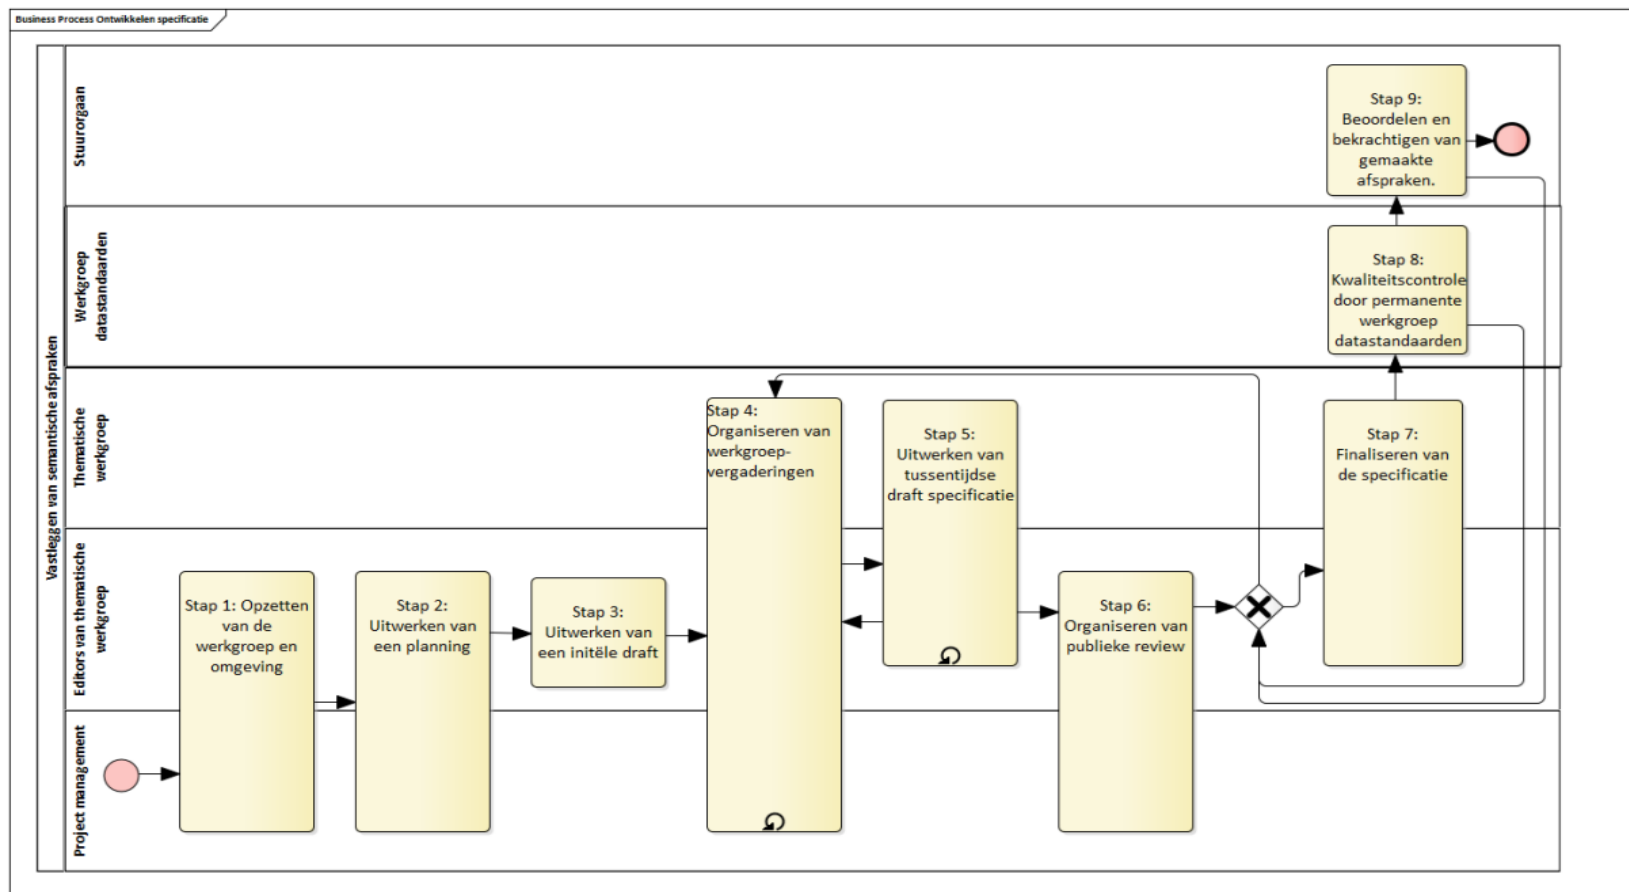 Business Process Ontwikkelen specificatie
Vastleggen van semantische afspraken
Stuurorgaan
Werkgroep
datastandaarden
Thematische
werkgroep
Editors van thematische
werkgroep
Project management
Stap 1: Opzetten
van de
werkgroep en
omgeving
Stap 2:
Uitwerken van
een planning
Stap 3:
Uitwerken van
een initële draft
Stap 4:
Organiseren van
werkgroep-
vergaderingen
Stap 5:
Uitwerken van
tussentijdse
draft specificatie
Stap 6:
Organiseren van
publieke review
Stap 7:
Finaliseren van
de specificatie
Stap 8:
Kwaliteitscontrole
door permanente
werkgroep
datastandaarden
Stap 9:
Beoordelen en
bekrachtigen van
gemaakte
afspraken.